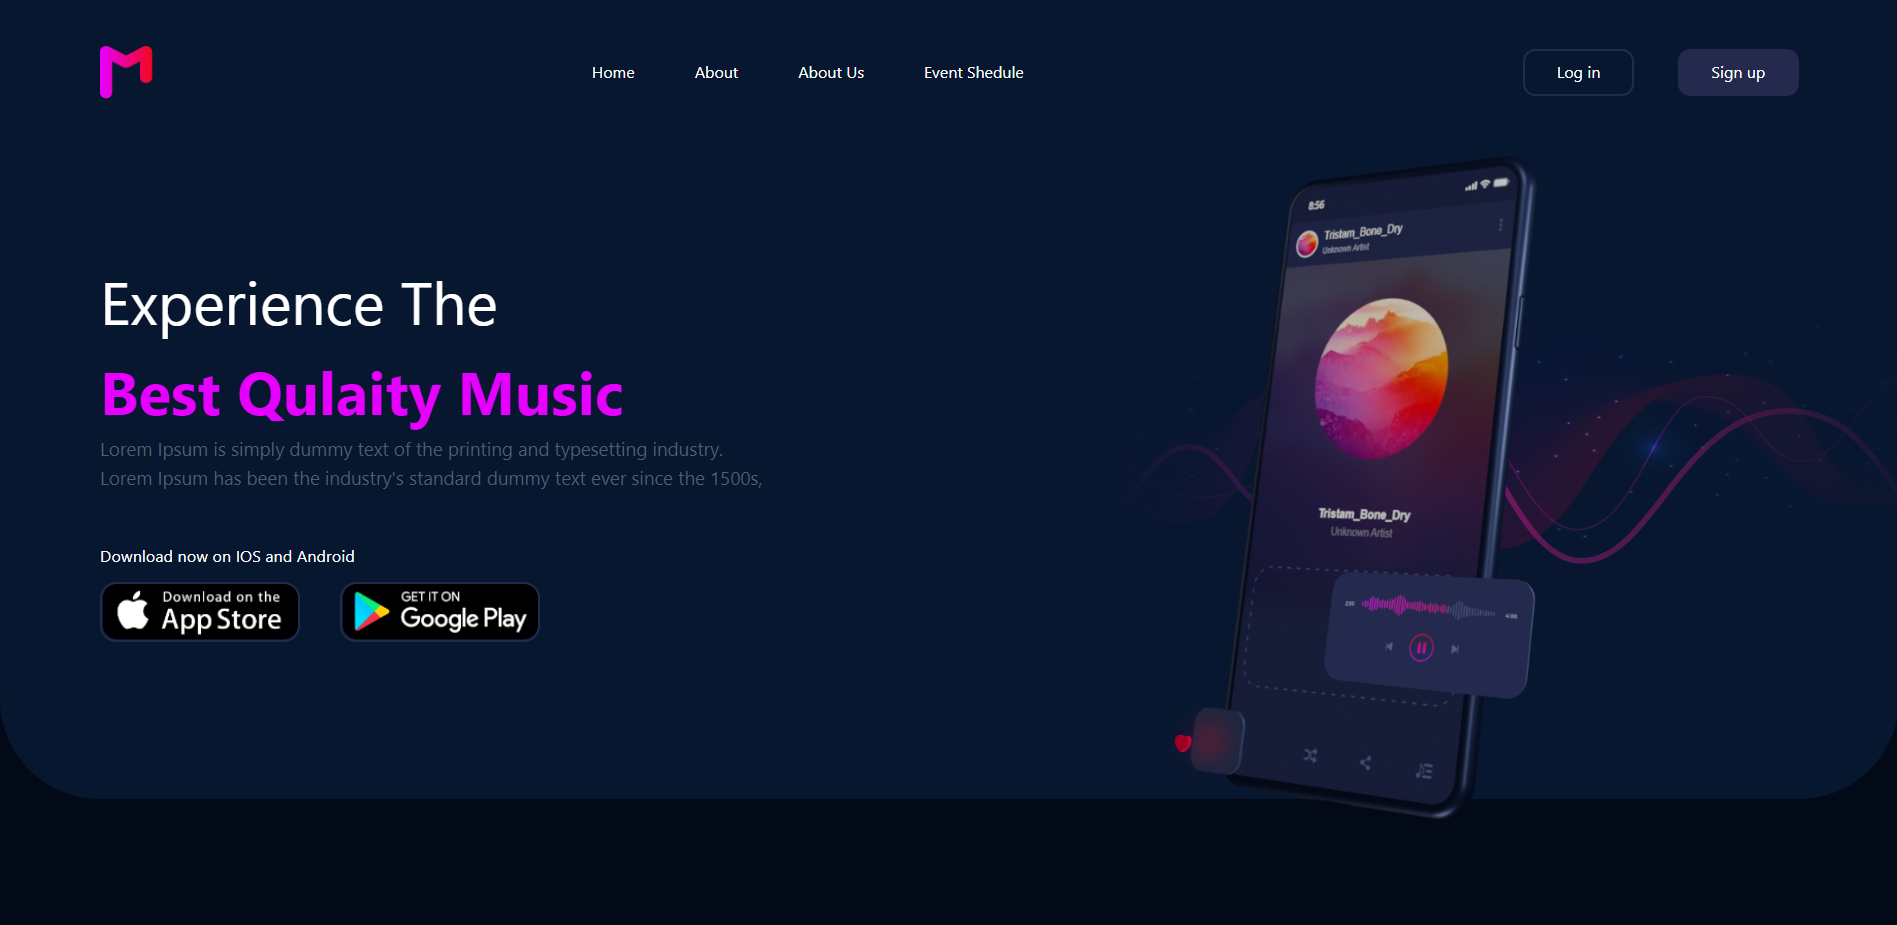 Home
About
About Us
Event Shedule
Log in
Sign up
Experience The
Best Qulaity Music
Lorem Ipsum is simply dummy text of the printing and typesetting industry.
Lorem Ipsum has been the industry's standard dummy text ever since the 1500s,
Download now on IOS and Android
Download on the
App Store
GET IT ON
Google Play
8:56
Tristam_Bone_Dry
Unknown Artist
Tristam_Bone_Dry
Unknown Artist